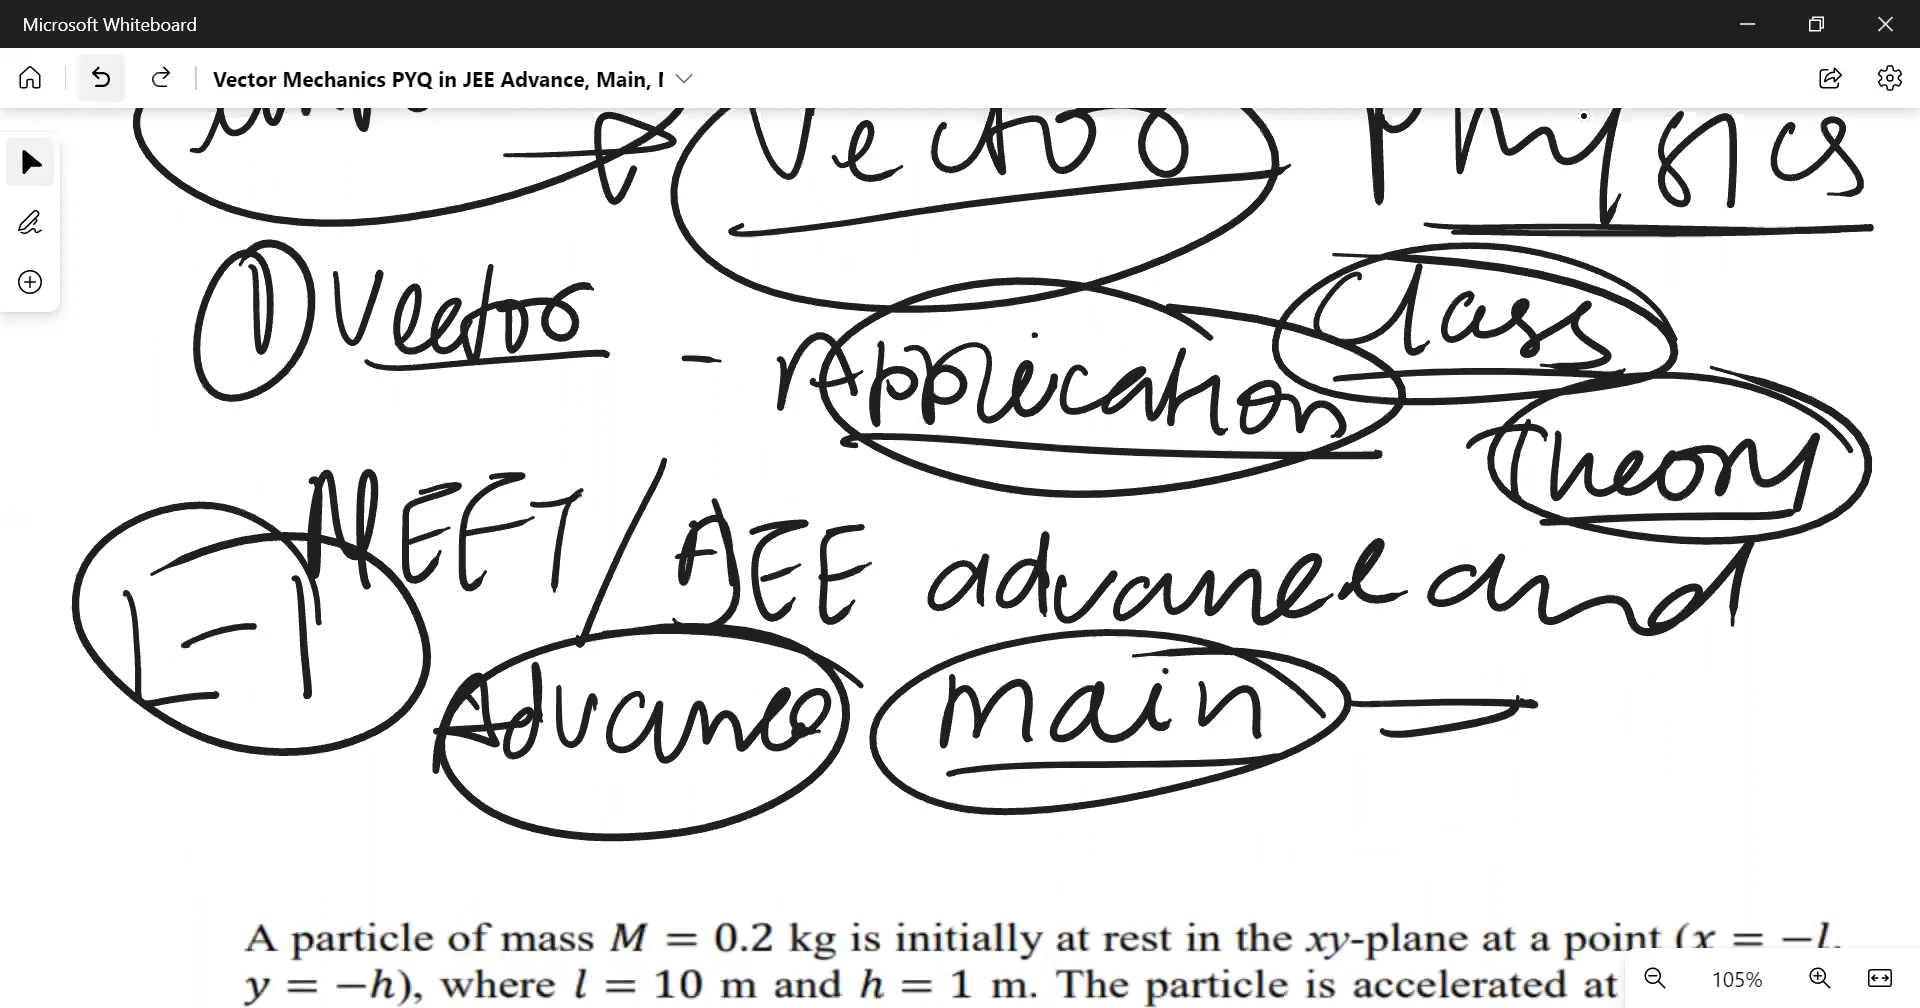 Microsoft Whiteboard
Vector Mechanics PYQ in JEE Advance, Main, I
Vector Physics
① Vector - Application Class
Theory
NEET / JEE advance and
Advance main
A particle of mass M = 0.2 kg is initially at rest in the xy-plane at a point (x = −l,
y = −h), where l = 10 m and h = 1 m. The particle is accelerated at
105%